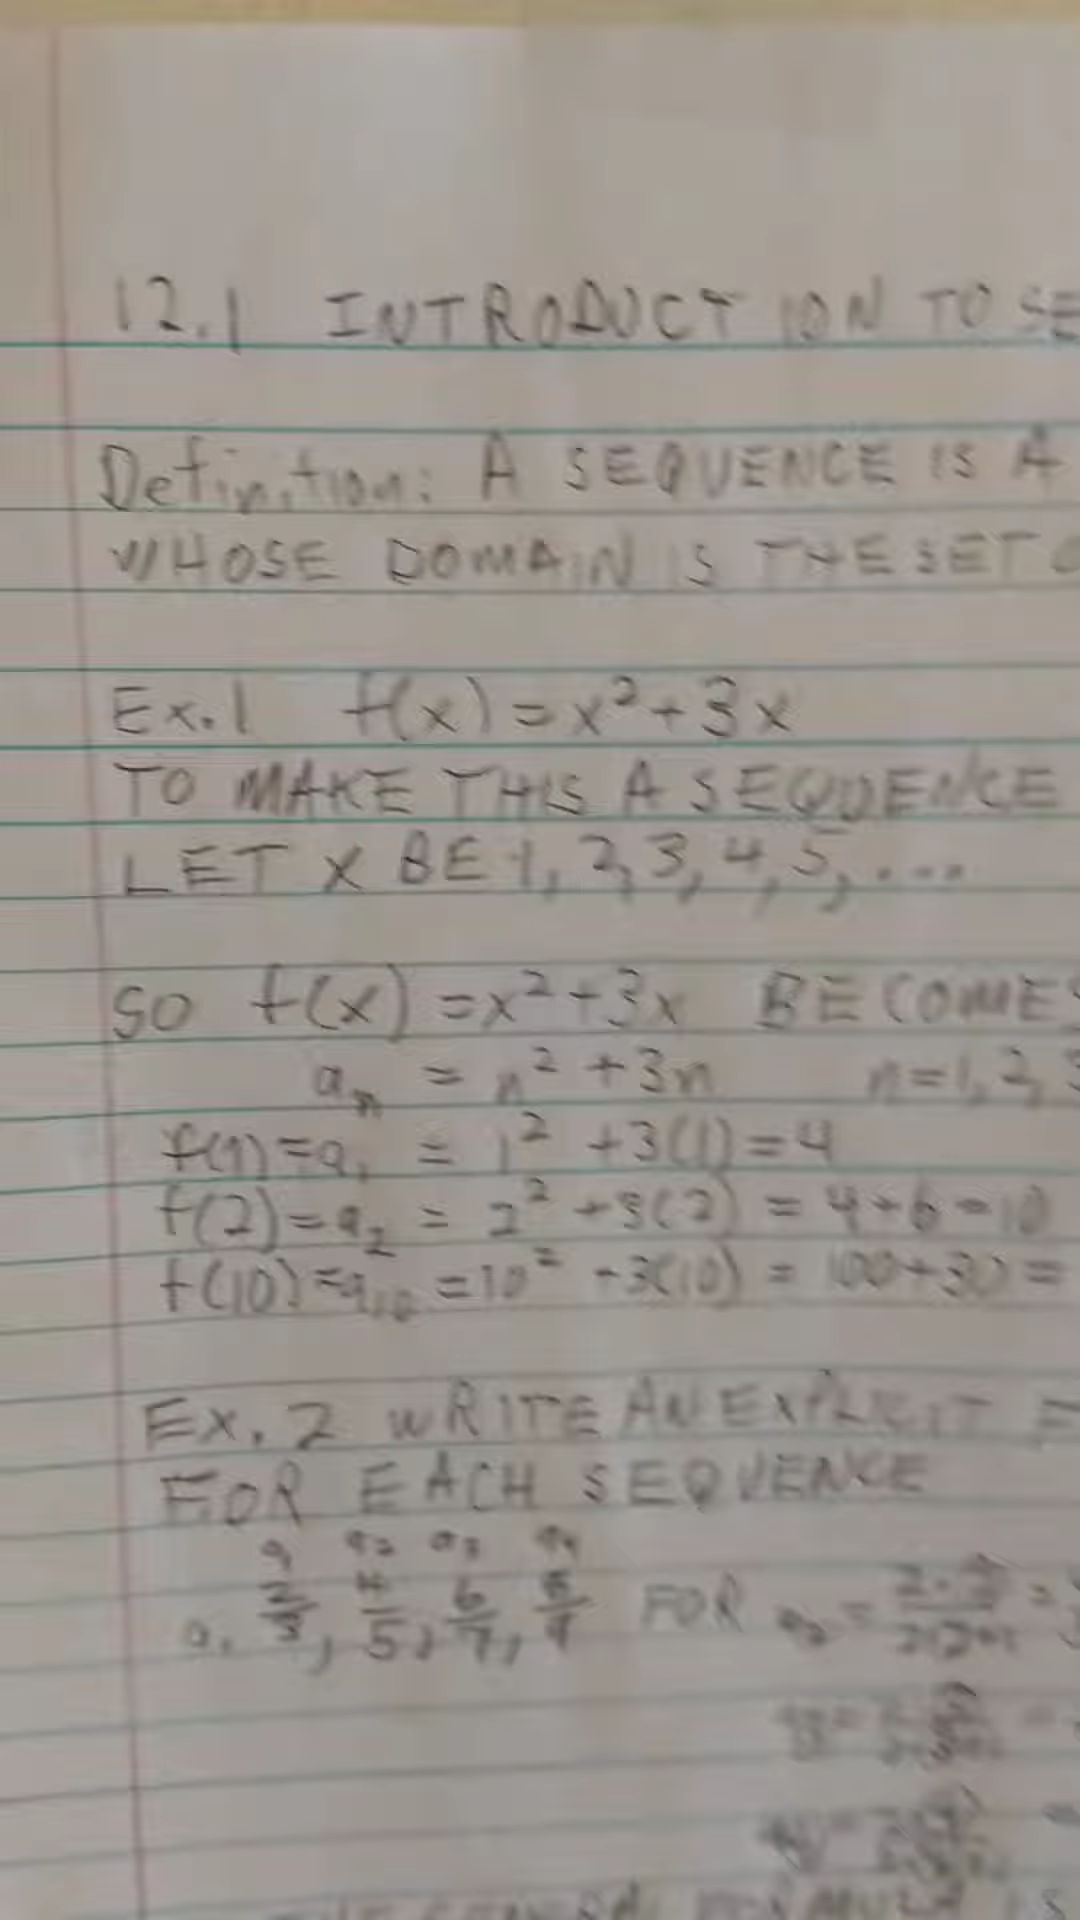 12.1 INTRODUCTION TO SE
Definition: A SEQUENCE IS A
WHOSE DOMAIN IS THE SET O
Ex.1 f(x)=x²+3x
TO MAKE THIS A SEQUENCE
LET X BE 1, 2, 3, 4, 5, ...
SO f(x)=x²+3x BECOMES
aₙ = n²+3n n=1,2,3
f(1)=a₁ = 1²+3(1)=4
f(2)=a₂ = 2²+3(2)=4+6=10
f(10)=a₁₀=10²+3(10)=100+30=
Ex. 2 WRITE AN EXPLICIT F
FOR EACH SEQUENCE
a₂ a₃ a₄
a. 2/3, 4/5, 6/7, 8/9 FOR a₂=